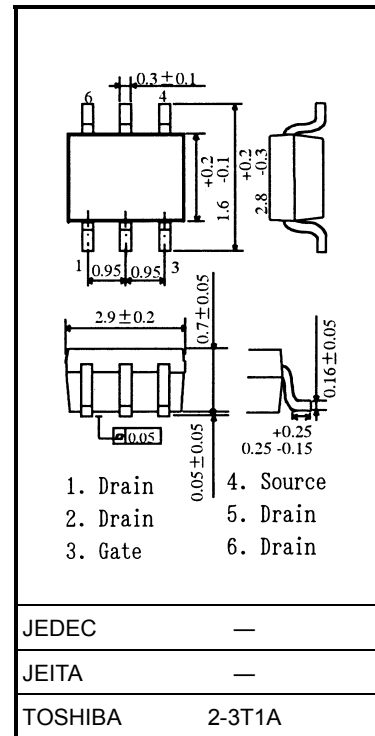 0.3±0.1
6 4
+0.2
1.6 -0.1
+0.2
2.8 -0.3
1 0.95 0.95 3
2.9±0.2
0.7±0.05
0.16±0.05
0.05
0.05±0.05
+0.25
0.25 -0.15
1. Drain
2. Drain
3. Gate
4. Source
5. Drain
6. Drain
JEDEC —
JEITA —
TOSHIBA 2-3T1A